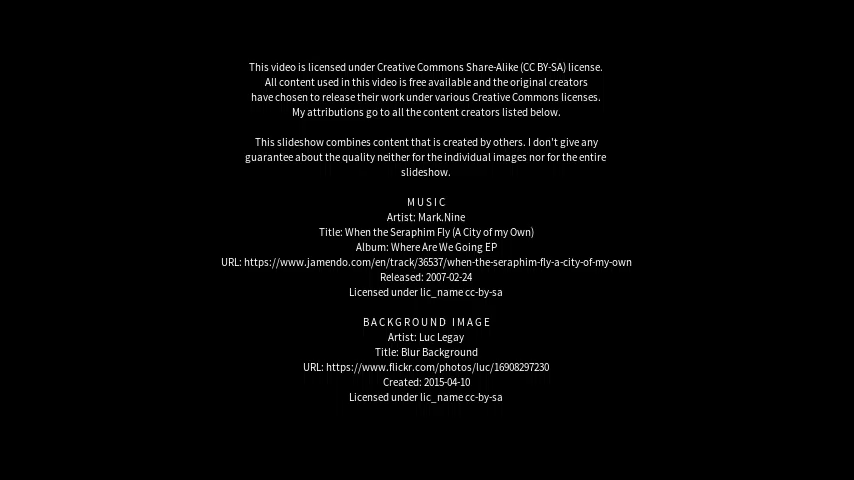 This video is licensed under Creative Commons Share-Alike (CC BY-SA) license.
All content used in this video is free available and the original creators
have chosen to release their work under various Creative Commons licenses.
My attributions go to all the content creators listed below.
This slideshow combines content that is created by others. I don't give any
guarantee about the quality neither for the individual images nor for the entire
slideshow.
MUSIC
Artist: Mark.Nine
Title: When the Seraphim Fly (A City of my Own)
Album: Where Are We Going EP
URL: https://www.jamendo.com/en/track/36537/when-the-seraphim-fly-a-city-of-my-own
Released: 2007-02-24
Licensed under lic_name cc-by-sa
BACKGROUND IMAGE
Artist: Luc Legay
Title: Blur Background
URL: https://www.flickr.com/photos/luc/16908297230
Created: 2015-04-10
Licensed under lic_name cc-by-sa